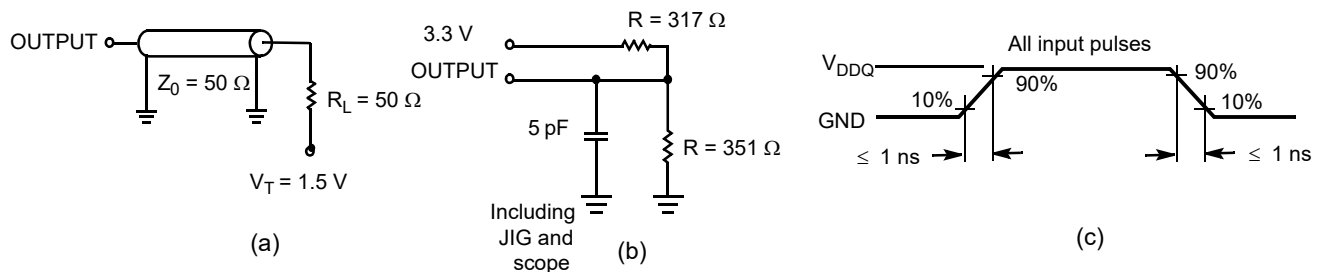 OUTPUT
Z0 = 50 Ω
RL = 50 Ω
VT = 1.5 V
(a)
R = 317 Ω
3.3 V
OUTPUT
5 pF
R = 351 Ω
Including
JIG and
scope
(b)
All input pulses
VDDQ
90%
90%
10%
10%
GND
≤ 1 ns
≤ 1 ns
(c)